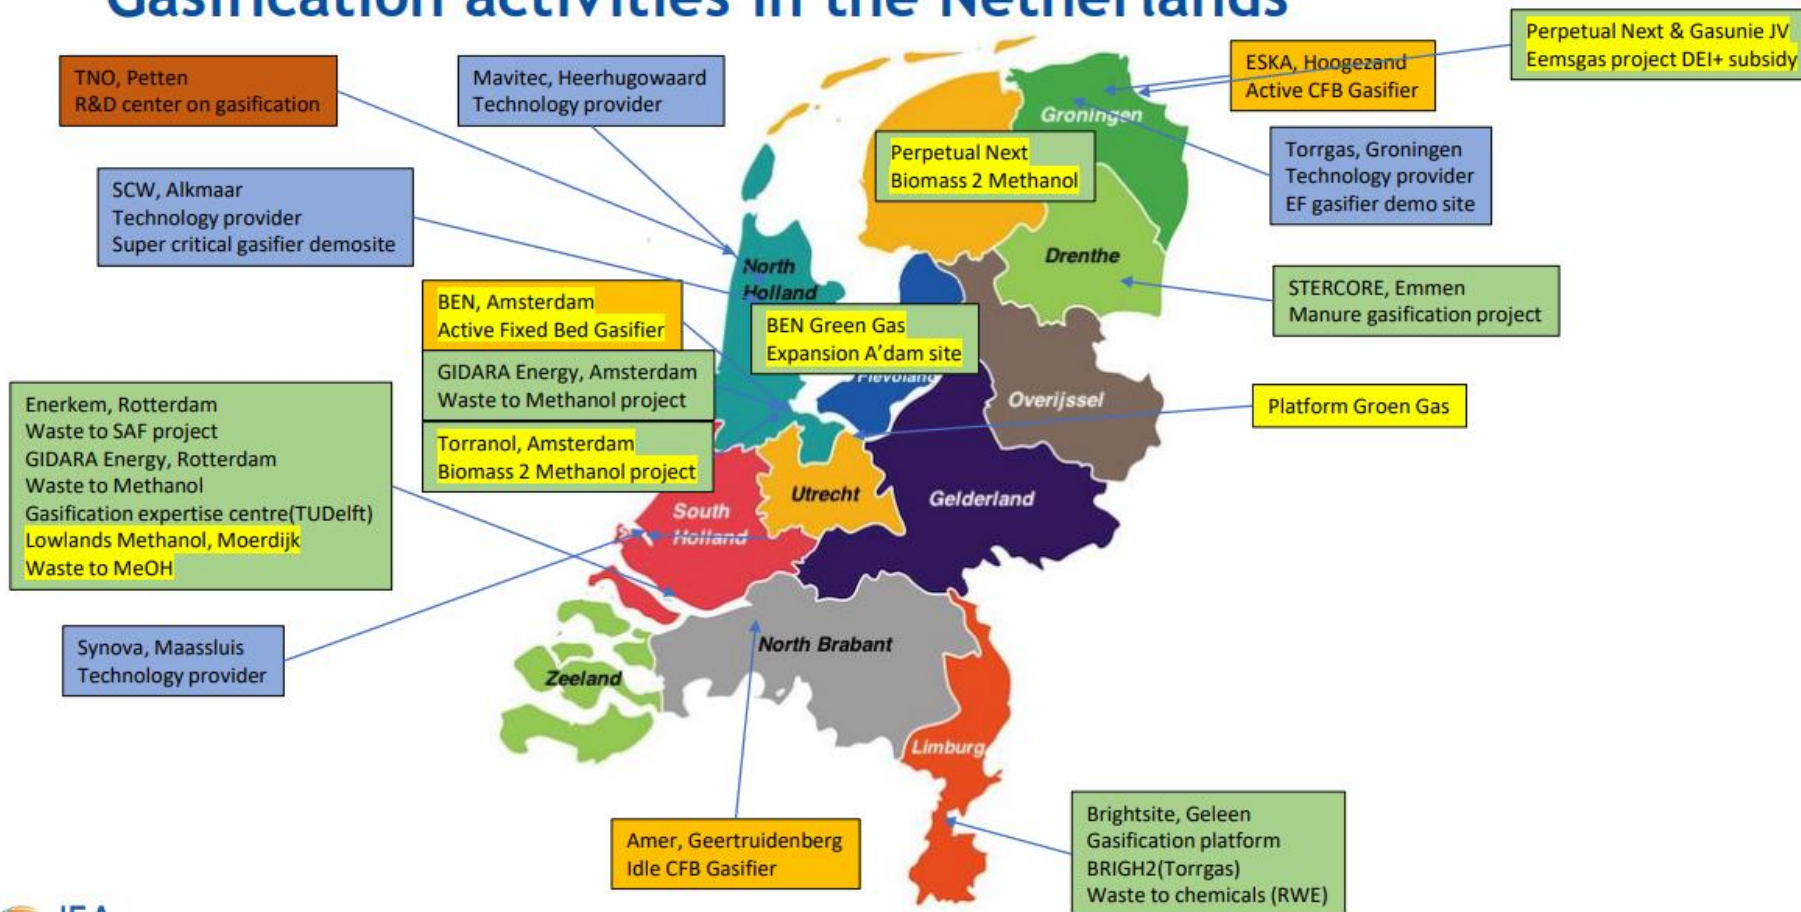 Gasification activities in the Netherlands
Perpetual Next & Gasunie JV
Eemsgas project DEI+ subsidy
TNO, Petten
R&D center on gasification
Mavitec, Heerhugowaard
Technology provider
ESKA, Hoogezand
Active CFB Gasifier
Groningen
Perpetual Next
Biomass 2 Methanol
Torrgas, Groningen
Technology provider
EF gasifier demo site
SCW, Alkmaar
Technology provider
Super critical gasifier demosite
Drenthe
North
Holland
STERCORE, Emmen
Manure gasification project
BEN, Amsterdam
Active Fixed Bed Gasifier
BEN Green Gas
Expansion A'dam site
GIDARA Energy, Amsterdam
Waste to Methanol project
Flevoland
Overijssel
Platform Groen Gas
Enerkem, Rotterdam
Waste to SAF project
GIDARA Energy, Rotterdam
Waste to Methanol
Gasification expertise centre(TUDelft)
Lowlands Methanol, Moerdijk
Waste to MeOH
Torranol, Amsterdam
Biomass 2 Methanol project
Utrecht
Gelderland
South
Holland
Synova, Maassluis
Technology provider
North Brabant
Zeeland
Limburg
Amer, Geertruidenberg
Idle CFB Gasifier
Brightsite, Geleen
Gasification platform
BRIGH2(Torrgas)
Waste to chemicals (RWE)
IEA